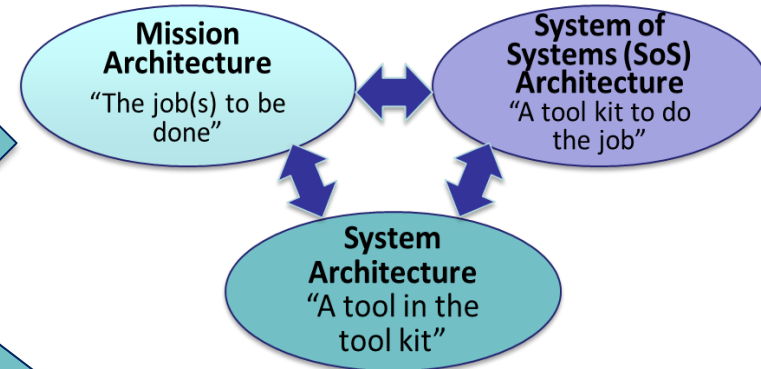 Mission
Architecture
“The job(s) to be
done”
System of
Systems (SoS)
Architecture
“A tool kit to do
the job”
System
Architecture
“A tool in the
tool kit”